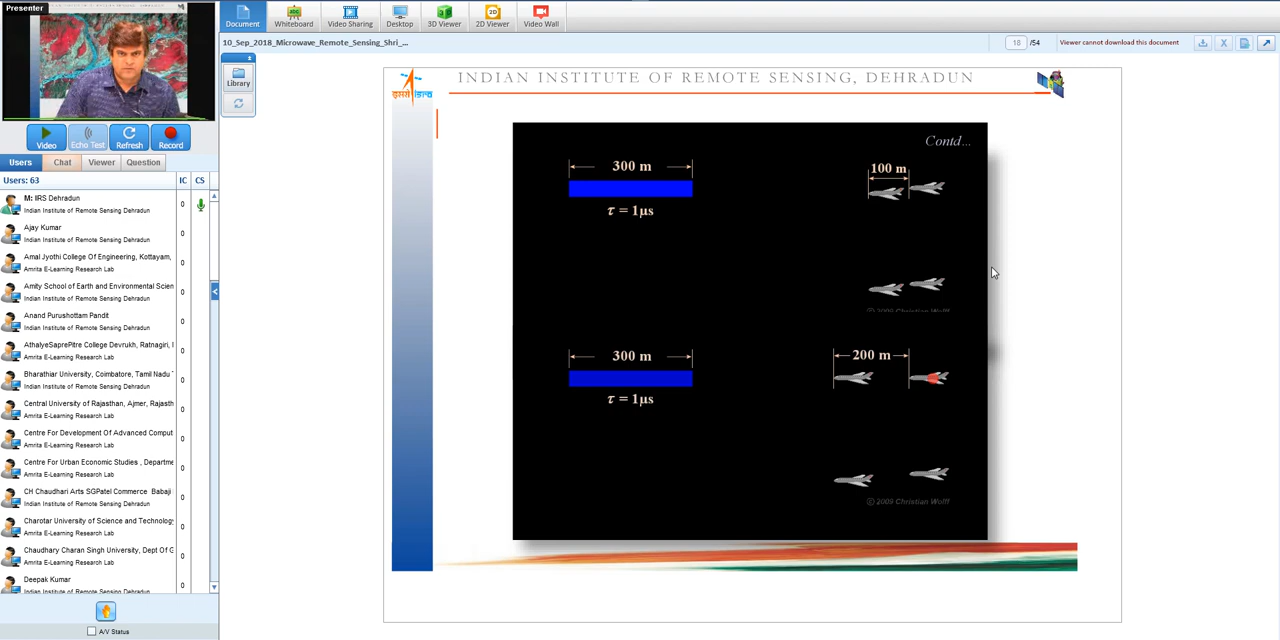 Presenter
Document
Whiteboard
Video Sharing
Desktop
3D Viewer
2D Viewer
Video Wall
10_Sep_2018_Microwave_Remote_Sensing_Shri_...
18 /54
Viewer cannot download this document
Library
Video
Echo Test
Refresh
Record
Users
Chat
Viewer
Question
Users: 63
IC
CS
M: IIRS Dehradun
Indian Institute of Remote Sensing Dehradun
0
Ajay Kumar
Indian Institute of Remote Sensing Dehradun
0
Amal Jyothi College Of Engineering, Kottayam,
Amrita E-Learning Research Lab
0
Amity School of Earth and Environmental Scien
Indian Institute of Remote Sensing Dehradun
0
Anand Purushottam Pandit
Indian Institute of Remote Sensing Dehradun
0
AthalyeSaprePitre College Devrukh, Ratnagiri, I
Amrita E-Learning Research Lab
0
Bharathiar University, Coimbatore, Tamil Nadu
Amrita E-Learning Research Lab
0
Central University of Rajasthan, Ajmer, Rajasth
Amrita E-Learning Research Lab
0
Centre For Development Of Advanced Comput
Amrita E-Learning Research Lab
0
Centre For Urban Economic Studies , Departme
Amrita E-Learning Research Lab
0
CH Chaudhari Arts SGPatel Commerce Babaji
Indian Institute of Remote Sensing Dehradun
0
Charotar University of Science and Technology
Amrita E-Learning Research Lab
0
Chaudhary Charan Singh University, Dept Of G
Amrita E-Learning Research Lab
0
Deepak Kumar
Indian Institute of Remote Sensing Dehradun
0
A/V Status
इसरो isro
INDIAN INSTITUTE OF REMOTE SENSING, DEHRADUN
Contd...
300 m
τ = 1µs
100 m
© 2009 Christian Wolff
300 m
τ = 1µs
200 m
© 2009 Christian Wolff